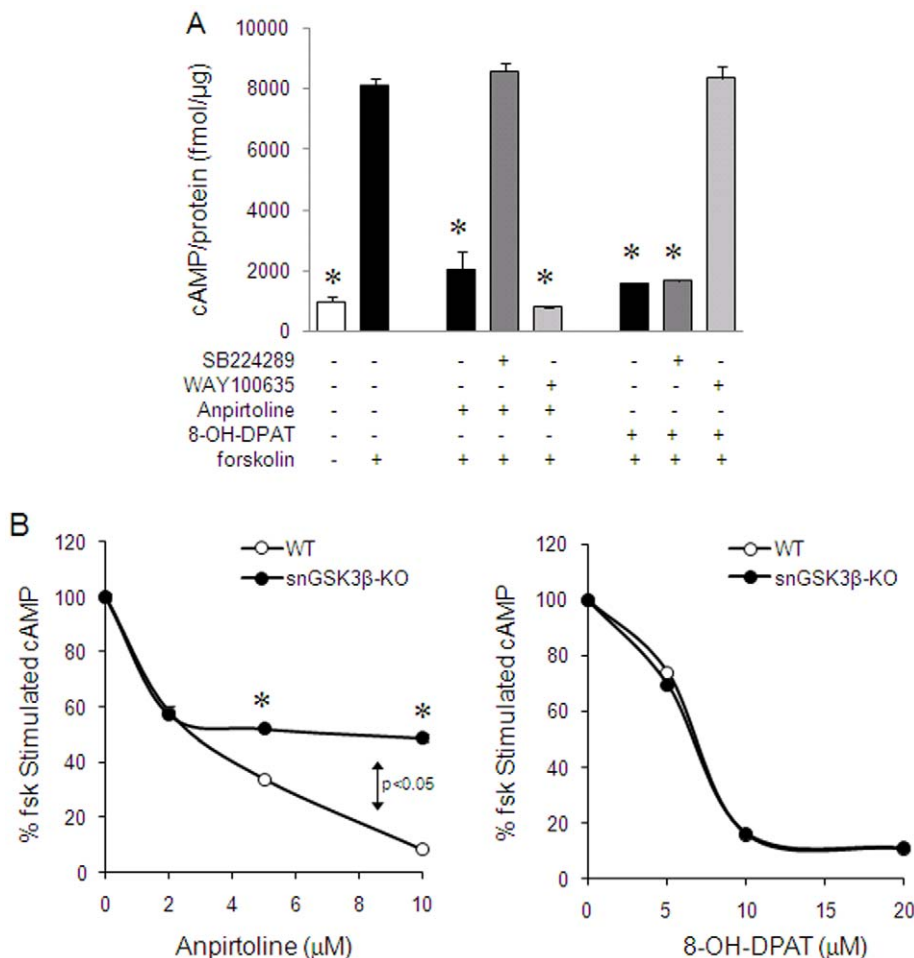 A
cAMP/protein (fmol/µg)
10000
8000
6000
4000
2000
0
* * * * *
SB224289 - - - + - - + -
WAY100635 - - - - + - - +
Anpirtoline - - + + + - - -
8-OH-DPAT - - - - - + + +
forskolin - + + + + + + +
B
WT
snGSK3β-KO
% fsk Stimulated cAMP
120
100
80
60
40
20
0
* *
p<0.05
0 2 4 6 8 10
Anpirtoline (µM)
WT
snGSK3β-KO
% fsk Stimulated cAMP
120
100
80
60
40
20
0
0 5 10 15 20
8-OH-DPAT (µM)